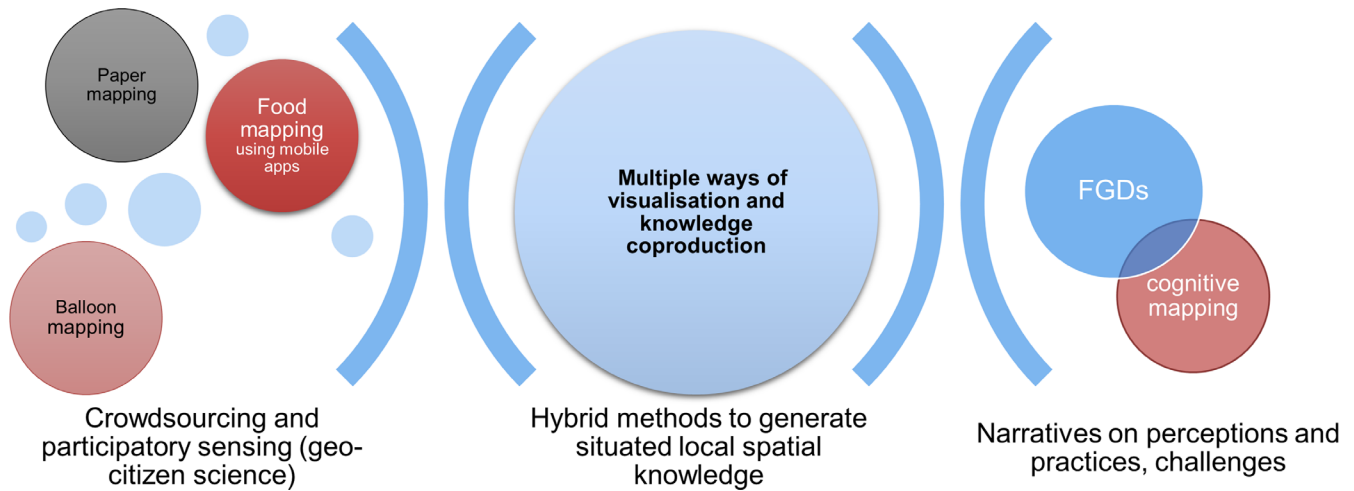 Paper
mapping
Food
mapping
using mobile
apps
Balloon
mapping
Crowdsourcing and
participatory sensing (geo-
citizen science)
Multiple ways of
visualisation and
knowledge
coproduction
Hybrid methods to generate
situated local spatial
knowledge
FGDs
cognitive
mapping
Narratives on perceptions and
practices, challenges